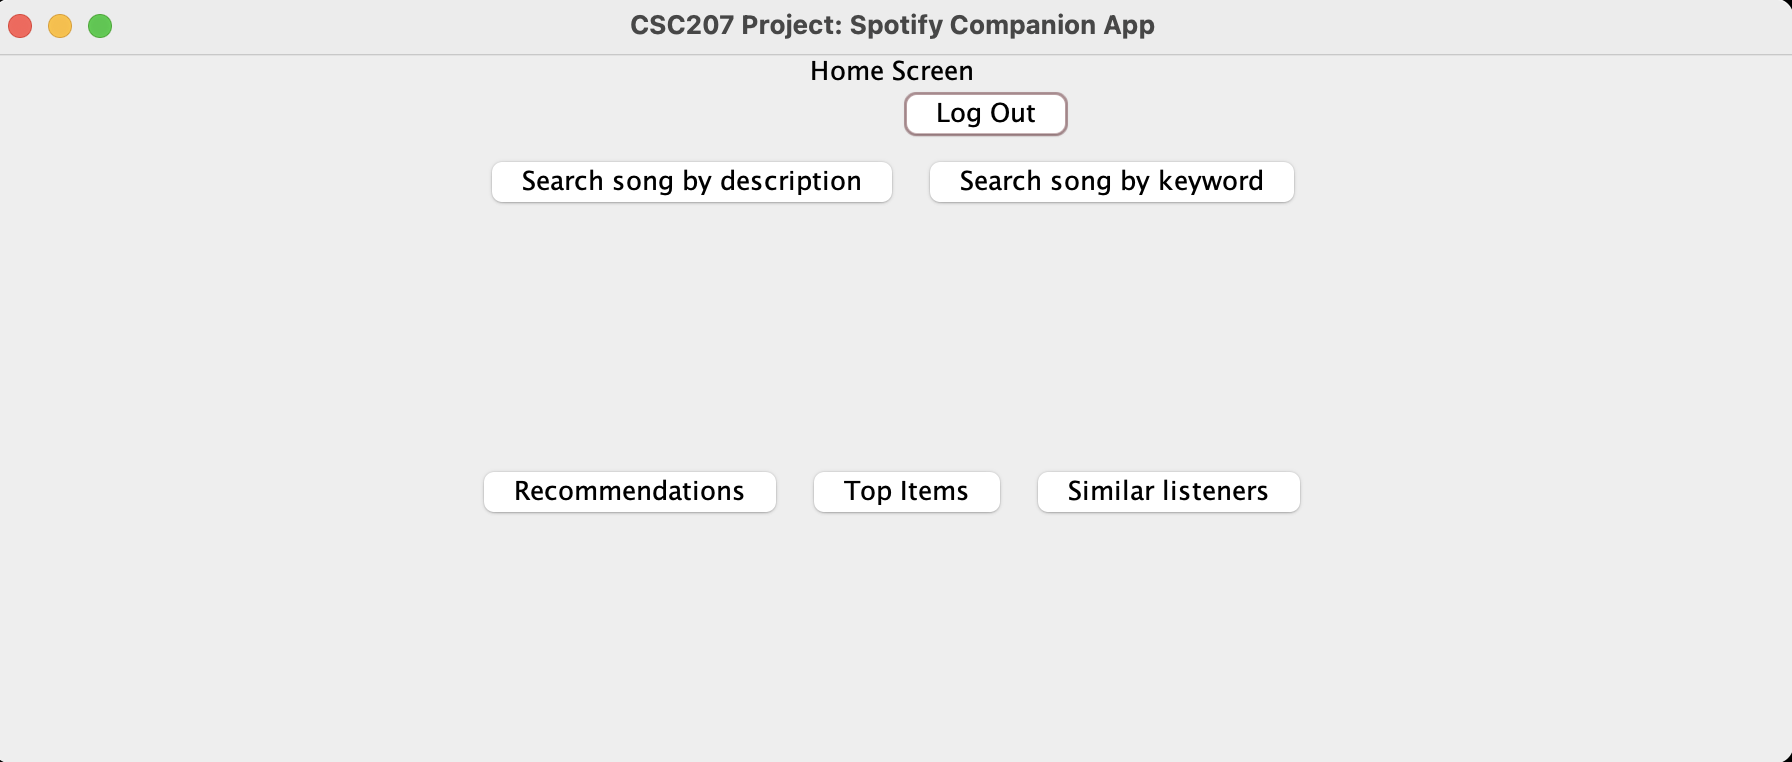 CSC207 Project: Spotify Companion App
Home Screen
Log Out
Search song by description Search song by keyword
Recommendations Top Items Similar listeners